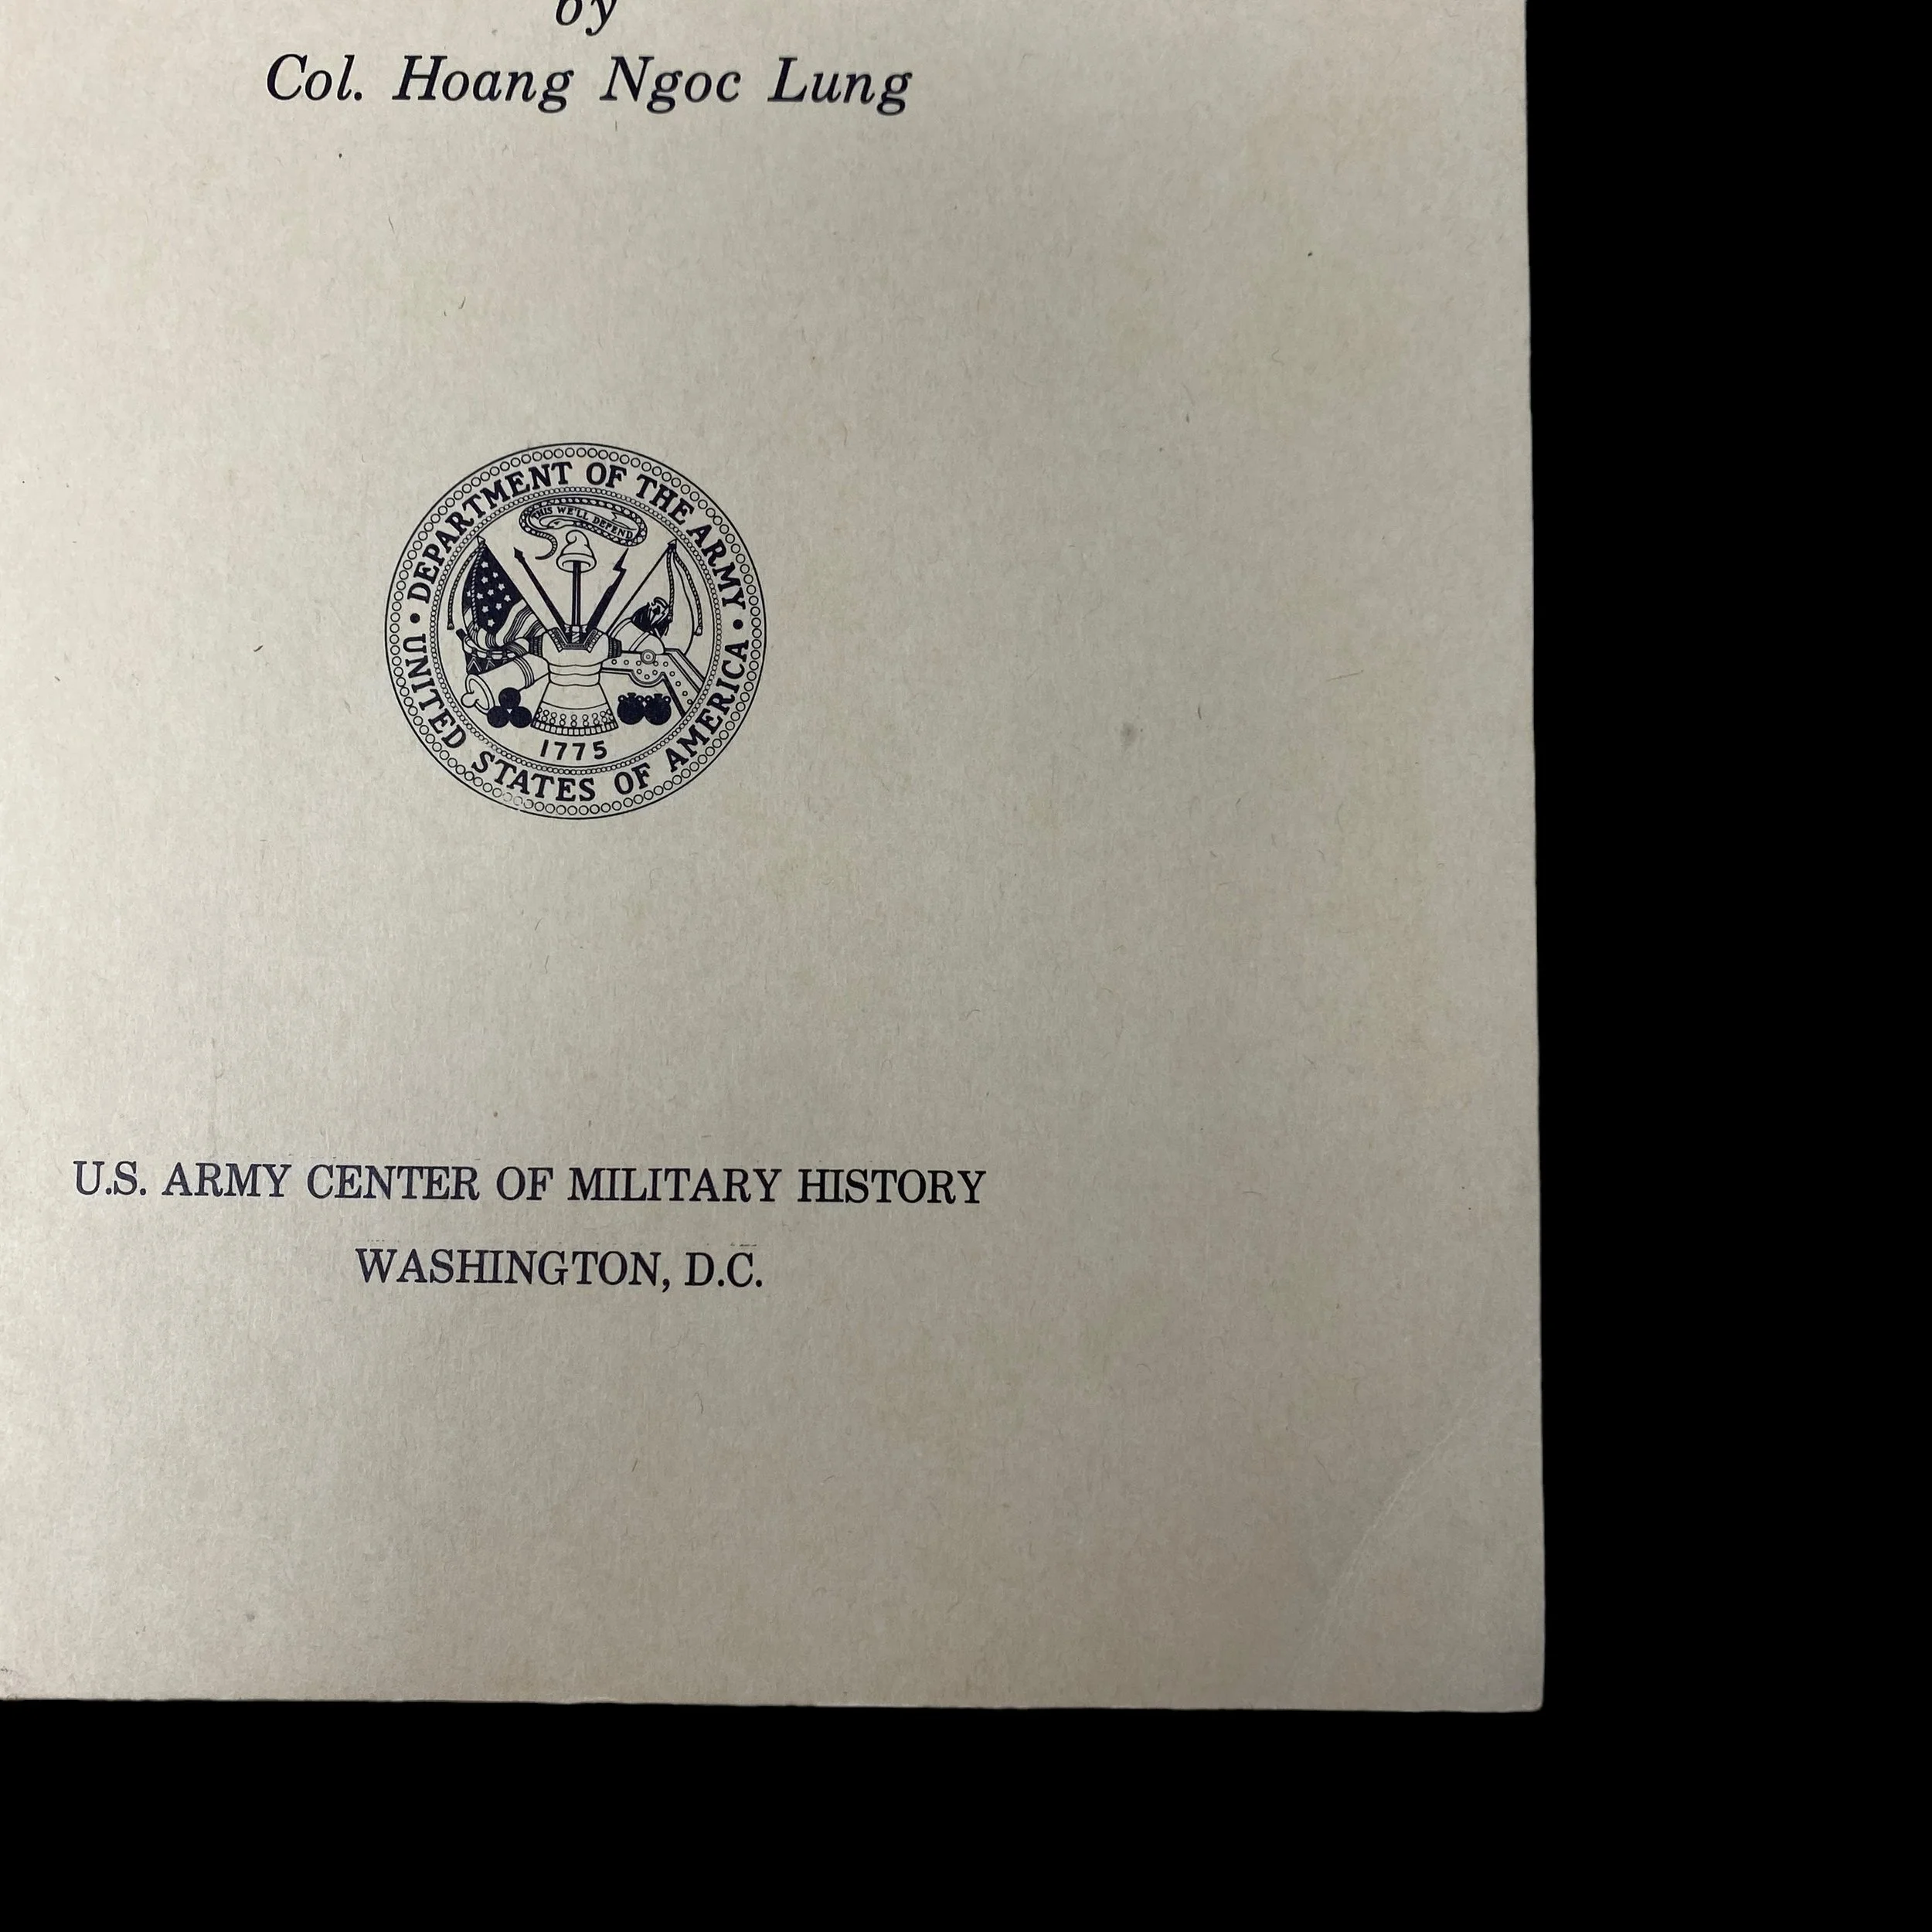 by
Col. Hoang Ngoc Lung
DEPARTMENT OF THE ARMY
THIS WE'LL DEFEND
1775
UNITED STATES OF AMERICA
U.S. ARMY CENTER OF MILITARY HISTORY
WASHINGTON, D.C.